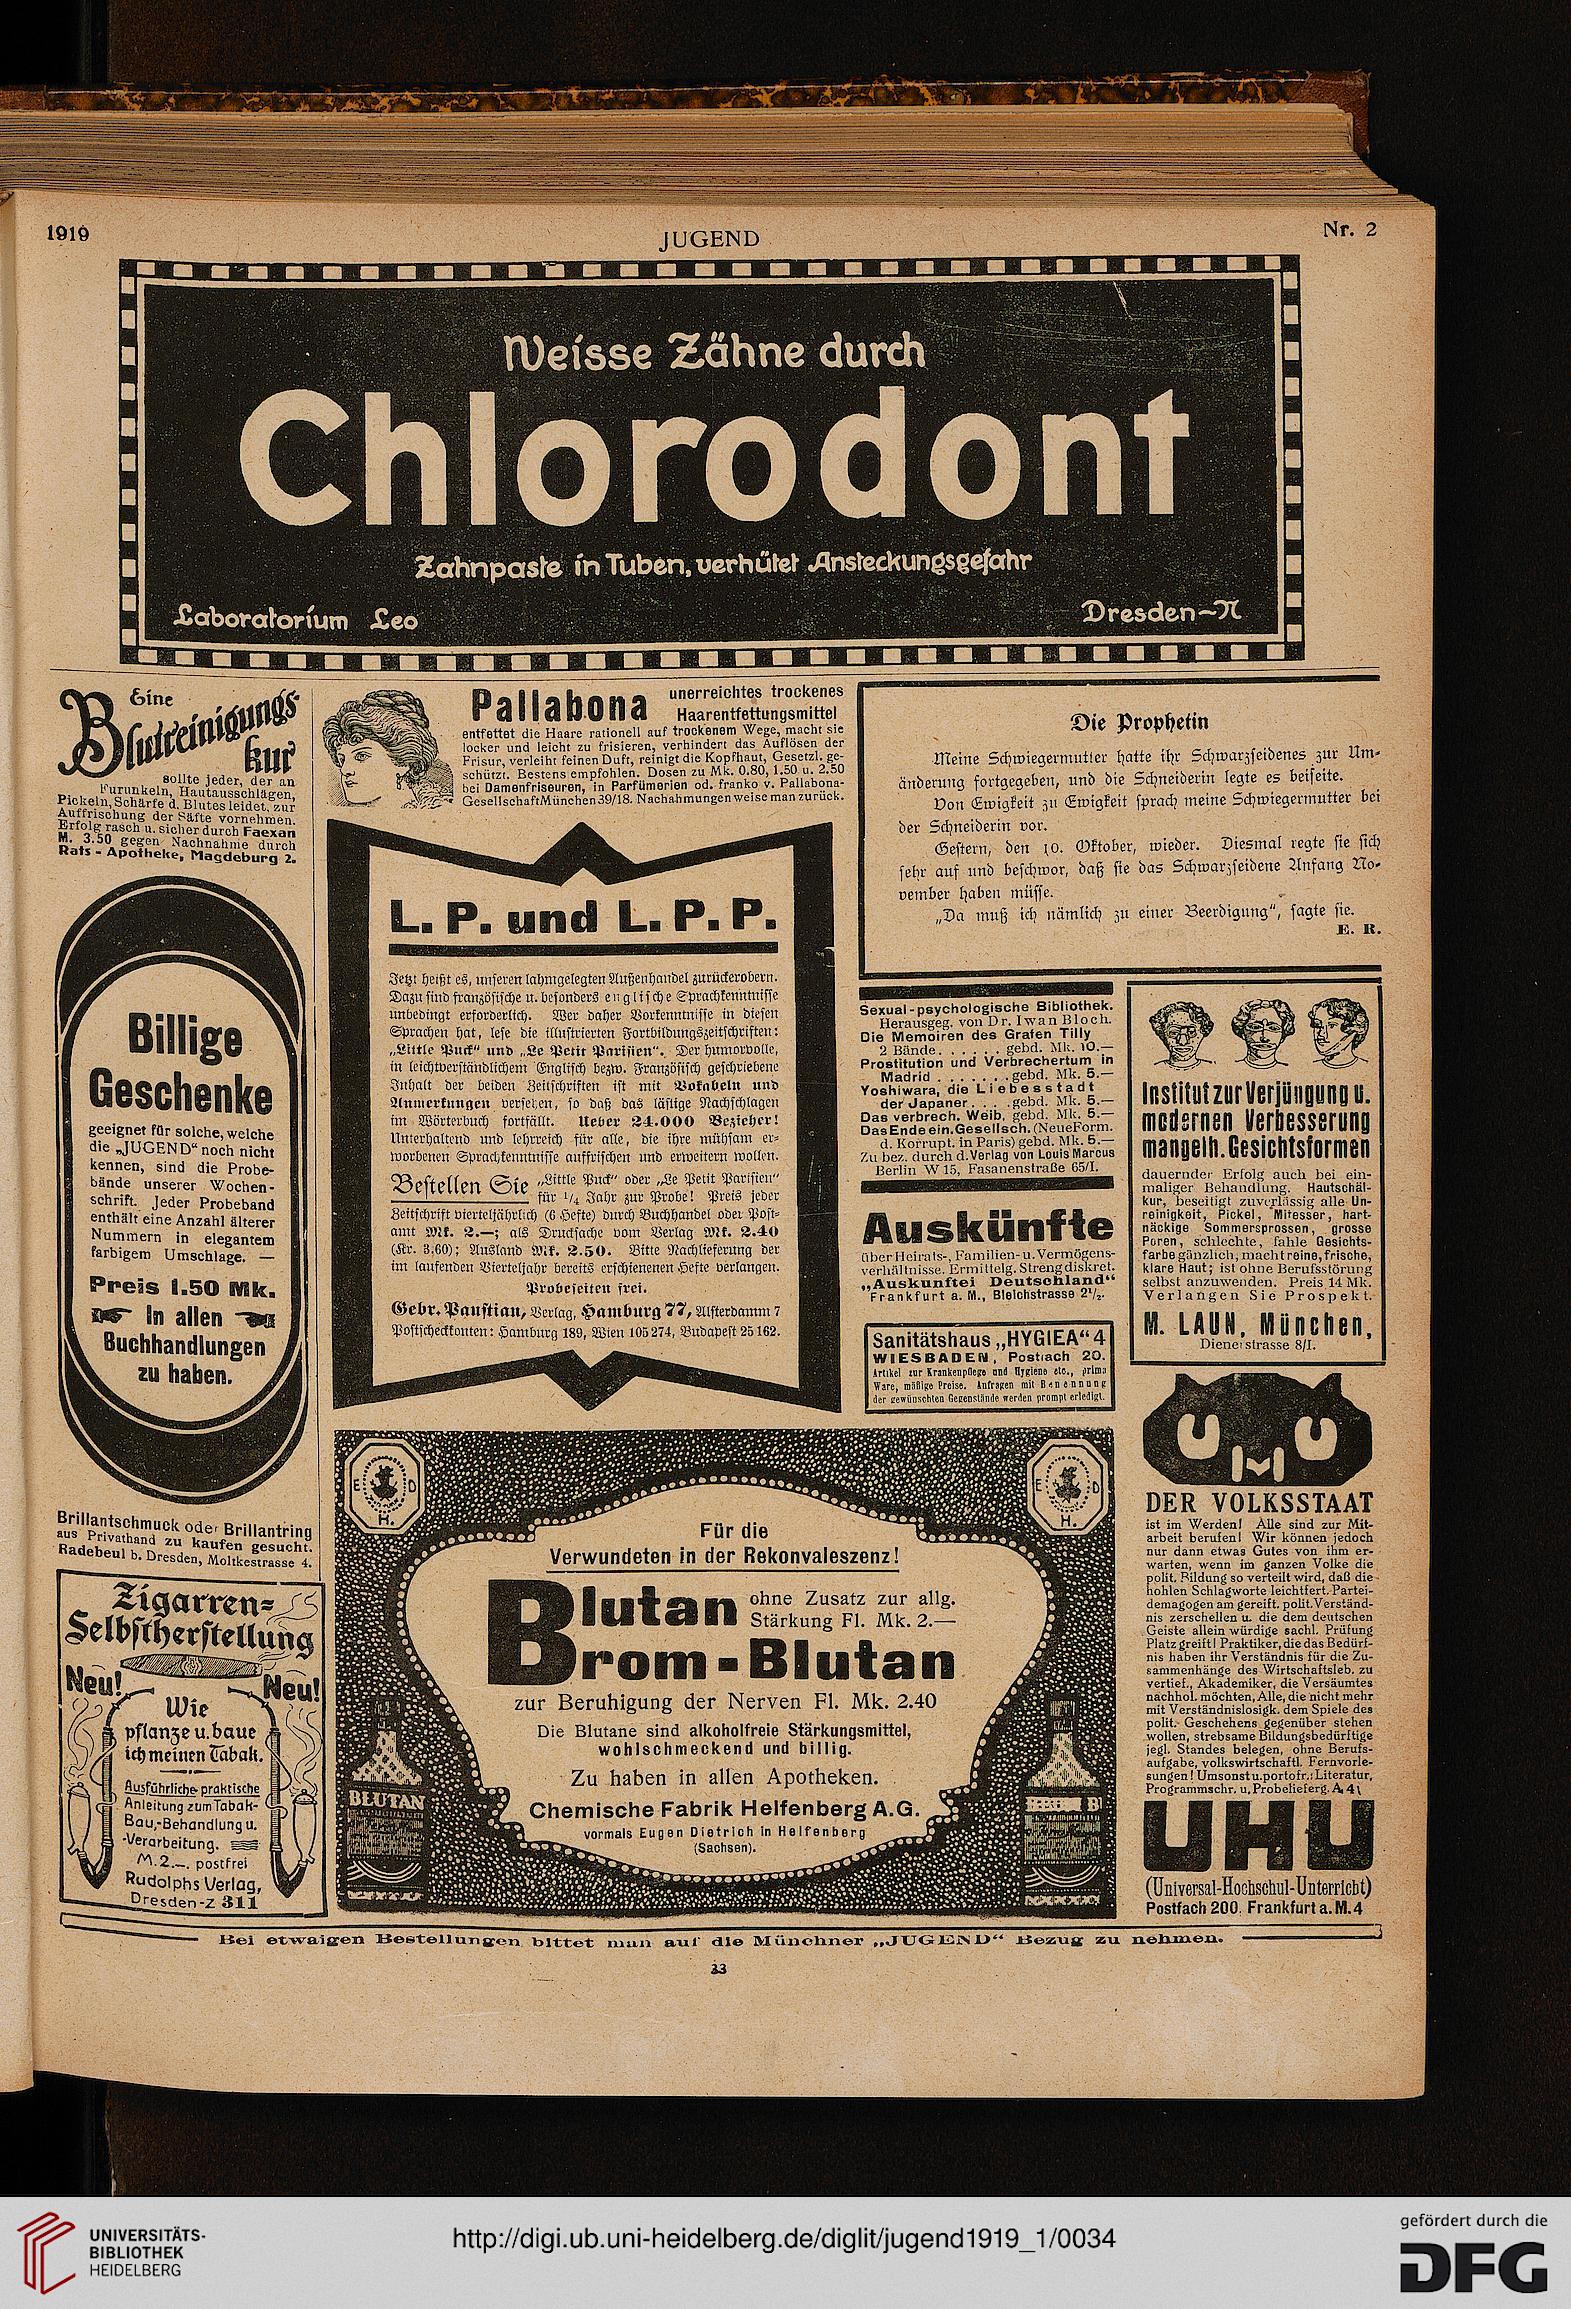 1919
JUGEND
Nr. 2
Weisse Zähne durch
Chlorodont
Zahnpaste in Tuben, verhütet Ansteckungsgefahr
Laboratorium Leo
Dresden-N
Eine
Blutreinigungs-
kur
sollte jeder, der an
Furunkeln, Hautausschlägen,
Pickeln, Schärfe d. Blutes leidet, zur
Auffrischung der Säfte vornehmen.
Erfolg rasch u. sicher durch Faexan
M. 3.50 gegen Nachnahme durch
Rats-Apotheke, Magdeburg 2.
Billige
Geschenke
geeignet für solche, welche
die „JUGEND“ noch nicht
kennen, sind die Probe-
bände unserer Wochen-
schrift. Jeder Probeband
enthält eine Anzahl älterer
Nummern in elegantem
farbigem Umschlage. —
Preis 1.50 Mk.
In allen
Buchhandlungen
zu haben.
Brillantschmuck oder Brillantring
aus Privathand zu kaufen gesucht.
Radebeul b. Dresden, Moltkestrasse 4.
Zigarren-
Selbstherstellung
Neu! Neu!
Wie
pflanze u. baue
ich meinen Tabak.
Ausführliche praktische
Anleitung zum Tabak-
Bau,-Behandlung u.
-Verarbeitung.
M. 2.—. postfrei
Rudolphs Verlag,
Dresden-Z 311
Pallabona unerreichtes trockenes
Haarentfettungsmittel
entfettet die Haare rationell auf trockenem Wege, macht sie
locker und leicht zu frisieren, verhindert das Auflösen der
Frisur, verleiht feinen Duft, reinigt die Kopfhaut, Gesetzl. ge-
schützt. Bestens empfohlen. Dosen zu Mk. 0.80, 1.50 u. 2.50
bei Damenfriseuren, in Parfümerien od. franko v. Pallabona-
Gesellschaft München 39/18. Nachahmungen weise man zurück.
L. P. und L. P. P.
Jetzt heißt es, unseren lahmgelegten Außenhandel zurückerobern.
Dazu sind französische u. besonders englische Sprachkenntnisse
unbedingt erforderlich. Wer daher Vorkenntnisse in diesen
Sprachen hat, lese die illustrierten Fortbildungszeitschriften:
„Little Puck“ und „Le Petit Parisien“. Der humorvolle,
in leichtverständlichem Englisch bezw. Französisch geschriebene
Inhalt der beiden Zeitschriften ist mit Vokabeln und
Anmerkungen versehen, so daß das lästige Nachschlagen
im Wörterbuch fortfällt. Ueber 24.000 Bezieher!
Unterhaltend und lehrreich für alle, die ihre mühsam er-
worbenen Sprachkenntnisse auffrischen und erweitern wollen.
Bestellen Sie „Little Puck“ oder „Le Petit Parisien“
für 1/4 Jahr zur Probe! Preis jeder
Zeitschrift vierteljährlich (6 Hefte) durch Buchhandel oder Post-
amt Mk. 2.—; als Drucksache vom Verlag Mk. 2.40
(Kr. 3.60); Ausland Mk. 2.50. Bitte Nachlieferung der
im laufenden Vierteljahr bereits erschienenen Hefte verlangen.
Probeseiten frei.
Gebr. Paustian, Verlag, Hamburg 77, Alsterdamm 7
Postscheckkonten: Hamburg 189, Wien 105274, Budapest 25162.
Die Prophetin
Meine Schwiegermutter hatte ihr Schwarzseidenes zur Um-
änderung fortgegeben, und die Schneiderin legte es beiseite.
Von Ewigkeit zu Ewigkeit sprach meine Schwiegermutter bei
der Schneiderin vor.
Gestern, den 10. Oktober, wieder. Diesmal regte sie sich
sehr auf und beschwor, daß sie das Schwarzseidene Anfang No-
vember haben müsse.
„Da muß ich nämlich zu einer Beerdigung“, sagte sie.
E. R.
Sexual-psychologische Bibliothek.
Herausgeg. von Dr. Iwan Bloch.
Die Memoiren des Grafen Tilly
2 Bände. . . . . . . gebd. Mk. 10.—
Prostitution und Verbrechertum in
Madrid . . . . . . . gebd. Mk. 5.—
Yoshiwara, die Liebesstadt
der Japaner . . . . gebd. Mk. 5.—
Das verbrech. Weib, gebd. Mk. 5.—
Das Ende ein. Gesellsch. (Neue Form.
d. Korrupt. in Paris) gebd. Mk. 5.—
Zu bez. durch d. Verlag von Louis Marcus
Berlin W 15, Fasanenstraße 65/I.
Auskünfte
über Heirats-, Familien- u. Vermögens-
verhältnisse. Ermittelg. Streng diskret.
„Auskunftei Deutschland“
Frankfurt a. M., Bleichstrasse 21/2.
Sanitätshaus „HYGIEA“ 4
WIESBADEN, Postfach 20.
Artikel zur Krankenpflege und Hygiene etc., prima
Ware, mäßige Preise. Anfragen mit Benennung
der gewünschten Gegenstände werden prompt erledigt.
Institut zur Verjüngung u.
modernen Verbesserung
mangelh. Gesichtsformen
dauernder Erfolg auch bei ein-
maliger Behandlung. Hautschäl-
kur, beseitigt zuverlässig alle Un-
reinigkeit, Pickel, Mitesser, hart-
näckige Sommersprossen, grosse
Poren, schlechte, fahle Gesichts-
farbe gänzlich, macht reine, frische,
klare Haut; ist ohne Berufsstörung
selbst anzuwenden. Preis 14 Mk.
Verlangen Sie Prospekt.
M. LAUN, München,
Dienerstrasse 8/I.
DER VOLKSSTAAT
ist im Werden! Alle sind zur Mit-
arbeit berufen! Wir können jedoch
nur dann etwas Gutes von ihm er-
warten, wenn im ganzen Volke die
polit. Bildung so verteilt wird, daß die
hohlen Schlagworte leichtfert. Partei-
demagogen am gereift. polit. Verständ-
nis zerschellen u. die dem deutschen
Geiste allein würdige sachl. Prüfung
Platz greift! Praktiker, die das Bedürf-
nis haben ihr Verständnis für die Zu-
sammenhänge des Wirtschaftsleb. zu
vertief., Akademiker, die Versäumtes
nachhol. möchten, Alle, die nicht mehr
mit Verständnislosigk. dem Spiele des
polit. Geschehens gegenüber stehen
wollen, strebsame Bildungsbedürftige
jegl. Standes belegen, ohne Berufs-
aufgabe, volkswirtschaftl. Fernvorle-
sungen! Umsonst u. portofr.: Literatur,
Programmschr. u. Probelieferg. A 41
UHU
(Universal-Hochschul-Unterricht)
Postfach 200. Frankfurt a. M. 4
E D
H.
E D
H.
Für die
Verwundeten in der Rekonvaleszenz!
Blutan ohne Zusatz zur allg.
Stärkung Fl. Mk. 2.—
Brom-Blutan
zur Beruhigung der Nerven Fl. Mk. 2.40
Die Blutane sind alkoholfreie Stärkungsmittel,
wohlschmeckend und billig.
Zu haben in allen Apotheken.
Chemische Fabrik Helfenberg A.G.
vormals Eugen Dietrich in Helfenberg
(Sachsen).
BLUTAN
Bei etwaigen Bestellungen bittet man auf die Münchner „JUGEND“ Bezug zu nehmen.
33
UNIVERSITÄTS-
BIBLIOTHEK
HEIDELBERG
http://digi.ub.uni-heidelberg.de/diglit/jugend1919_1/0034
gefördert durch die
DFG